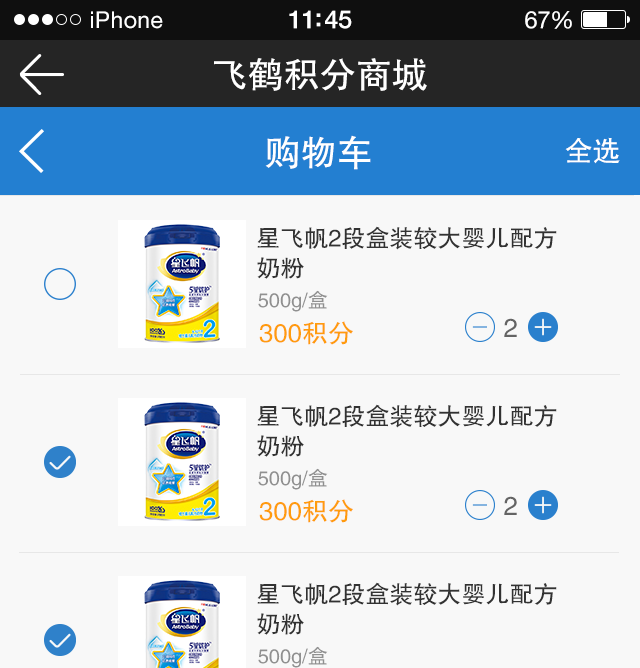 iPhone 11:45 67%
飞鹤积分商城
购物车 全选
星飞帆2段盒装较大婴儿配方
奶粉
500g/盒
300积分
2
星飞帆
AstroBaby
2
星飞帆2段盒装较大婴儿配方
奶粉
500g/盒
300积分
2
星飞帆
AstroBaby
2
星飞帆2段盒装较大婴儿配方
奶粉
500g/盒
星飞帆
AstroBaby